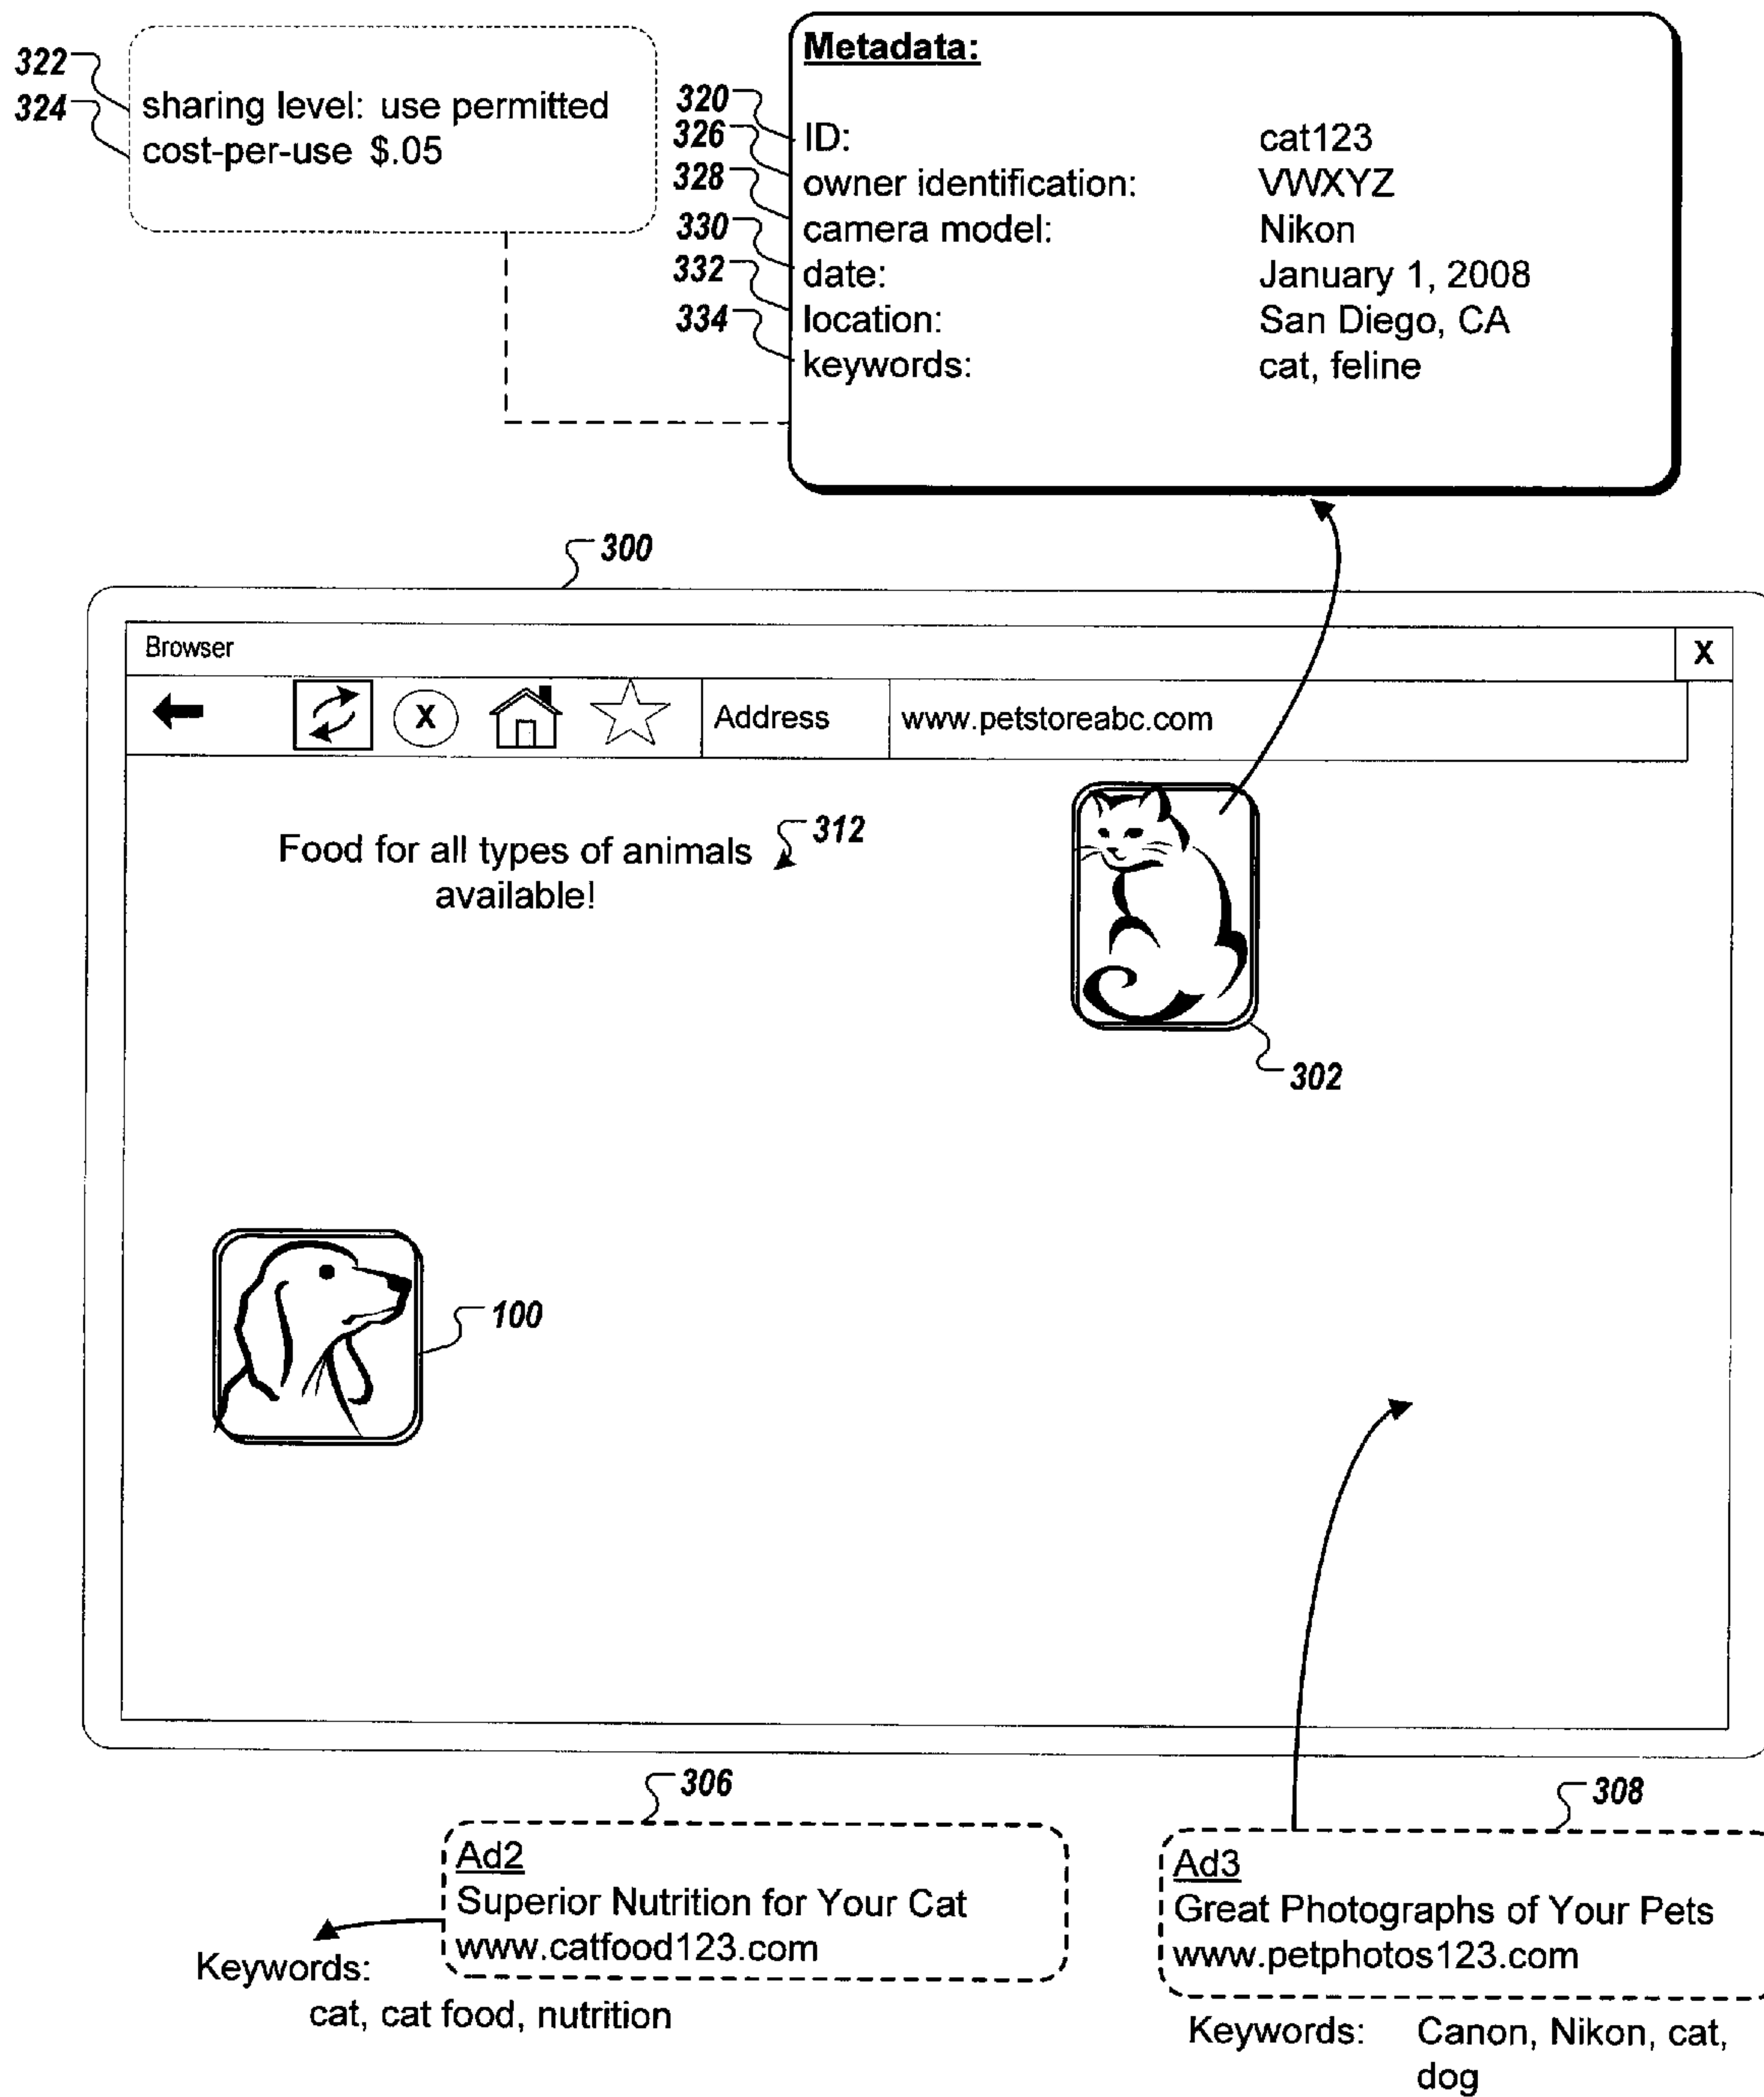 322
324
sharing level: use permitted
cost-per-use $.05
Metadata:
320
326
328
330
332
334
ID: cat123
owner identification: VWXYZ
camera model: Nikon
date: January 1, 2008
location: San Diego, CA
keywords: cat, feline
300
Browser X
X Address www.petstoreabc.com
Food for all types of animals
available!
312
302
100
306
Ad2
Superior Nutrition for Your Cat
www.catfood123.com
Keywords:
cat, cat food, nutrition
308
Ad3
Great Photographs of Your Pets
www.petphotos123.com
Keywords: Canon, Nikon, cat,
dog